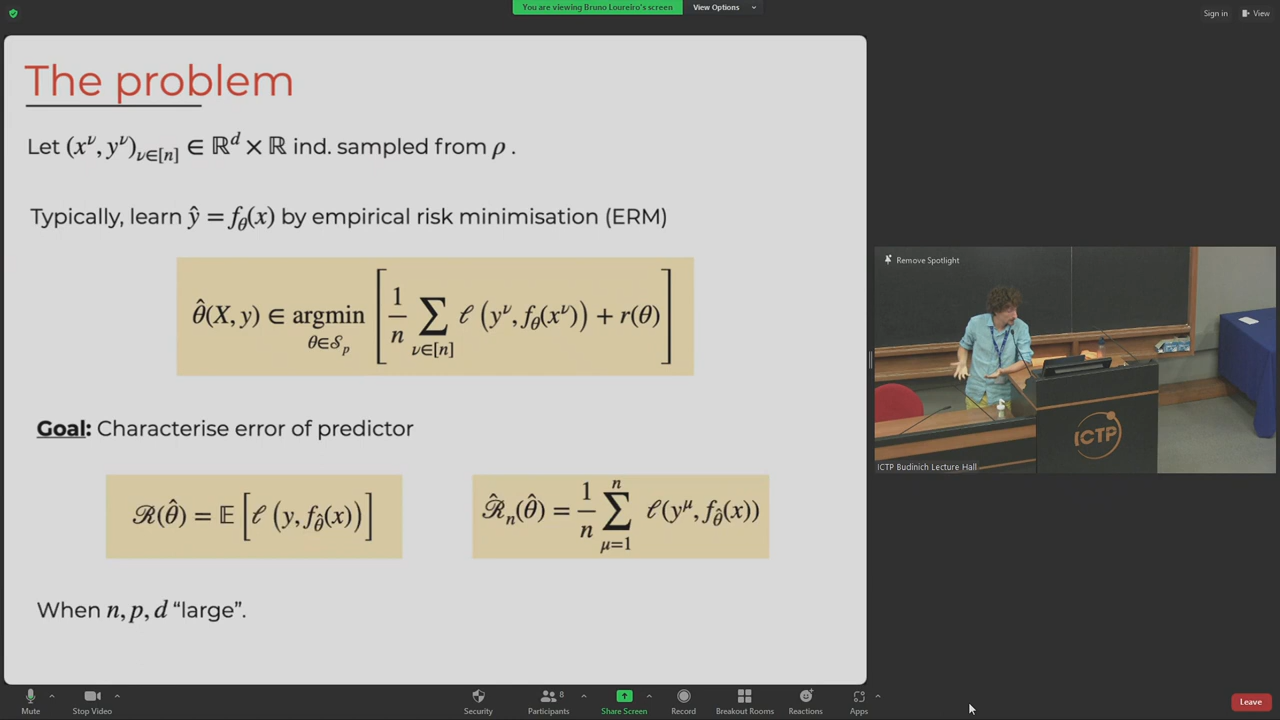 You are viewing Bruno Loureiro's screen
View Options
Sign in
View
The problem
Let (x^ν, y^ν)_{ν∈[n]} ∈ ℝ^d × ℝ ind. sampled from ρ .
Typically, learn ŷ = f_θ(x) by empirical risk minimisation (ERM)
θ̂(X, y) ∈ argmin_{θ∈𝒮_p} [ 1/n ∑_{ν∈[n]} ℓ (y^ν, f_θ(x^ν)) + r(θ) ]
Goal: Characterise error of predictor
ℛ(θ̂) = 𝔼 [ ℓ (y, f_θ̂(x)) ]
ℛ̂_n(θ̂) = 1/n ∑_{μ=1}^{n} ℓ(y^μ, f_θ̂(x))
When n, p, d “large”.
Remove Spotlight
ICTP
ICTP Budinich Lecture Hall
Mute
Stop Video
Security
Participants
8
Share Screen
Record
Breakout Rooms
Reactions
Apps
Leave